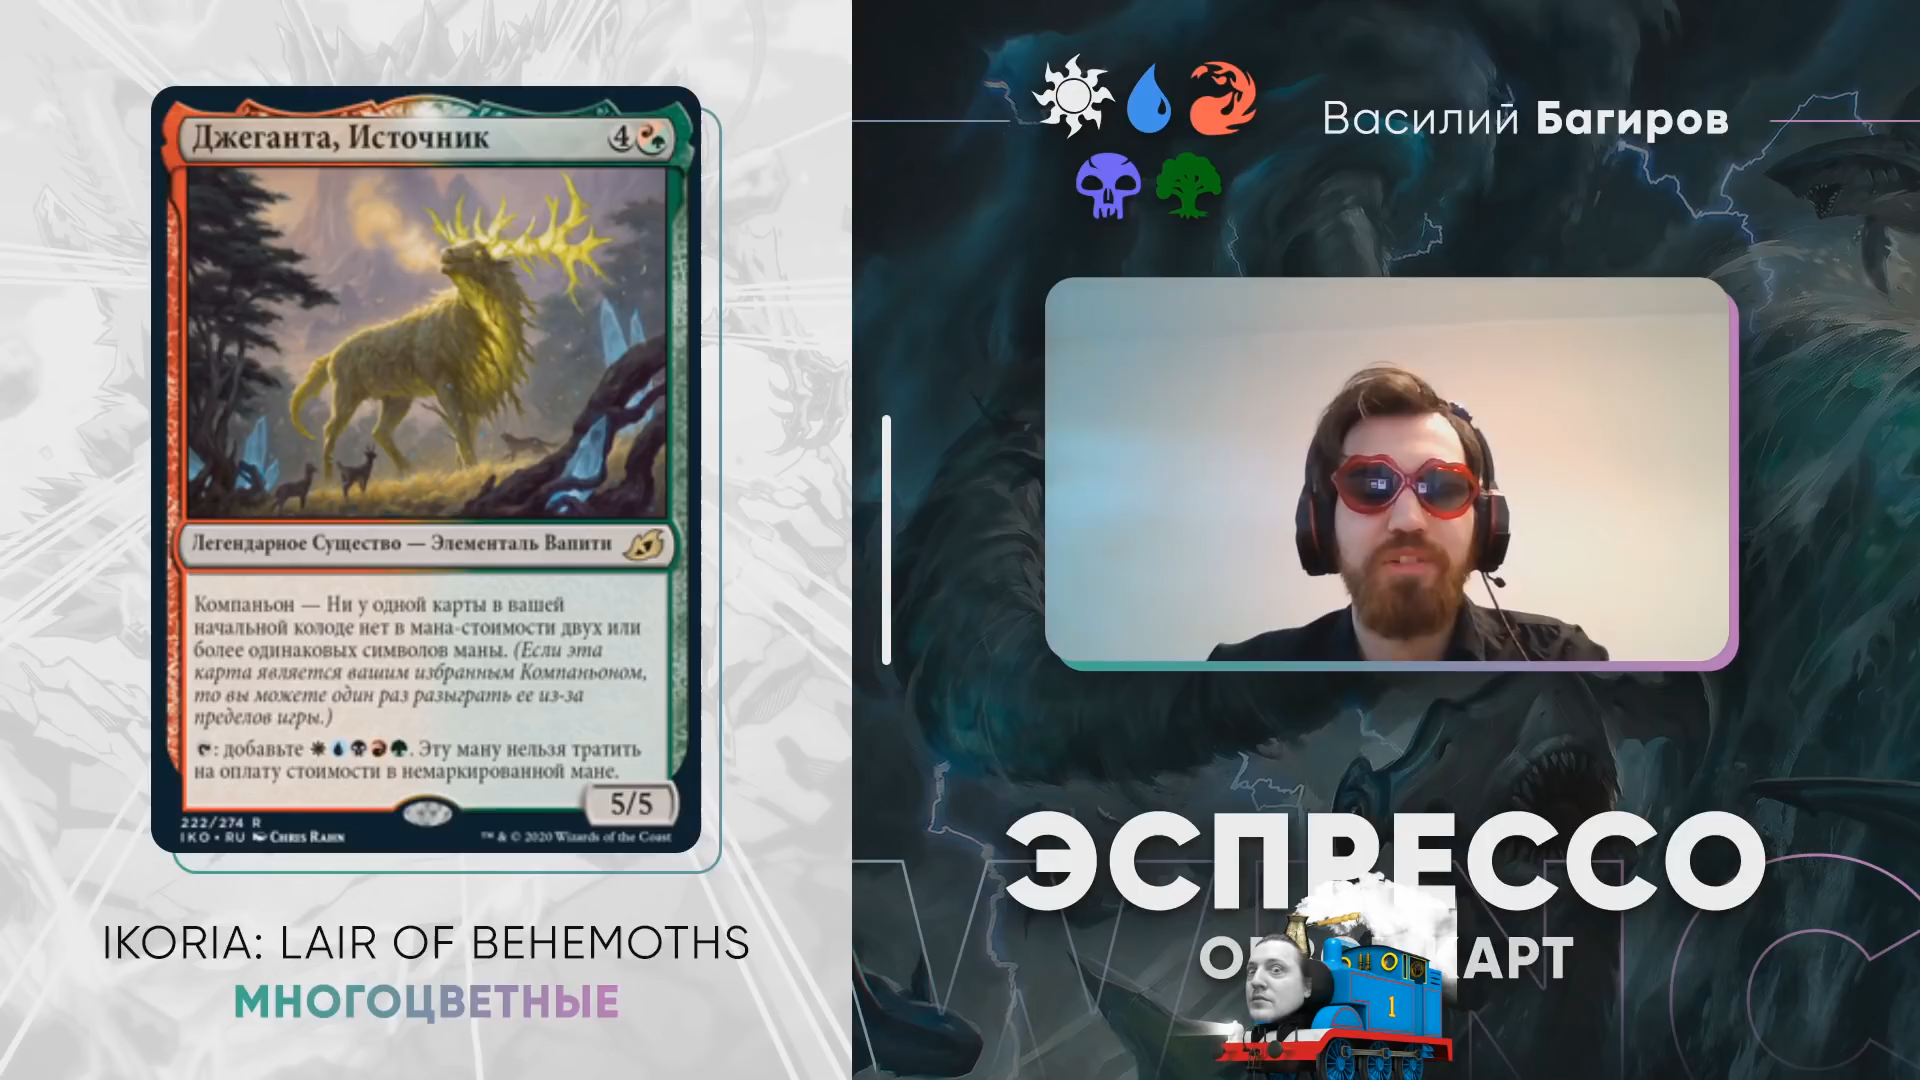 Джеганта, Источник 4
Легендарное Существо — Элементаль Вапити
Компаньон — Ни у одной карты в вашей
начальной колоде нет в мана-стоимости двух или
более одинаковых символов маны. (Если эта
карта является вашим избранным Компаньоном,
то вы можете один раз разыграть ее из-за
пределов игры.)
: добавьте . Эту ману нельзя тратить
на оплату стоимости в немаркированной мане.
5/5
222/274 R
IKO • RU Chris Rahn
™ & © 2020 Wizards of the Coast
IKORIA: LAIR OF BEHEMOTHS
МНОГОЦВЕТНЫЕ
Василий Багиров
ЭСПРЕССО
КАРТ
1